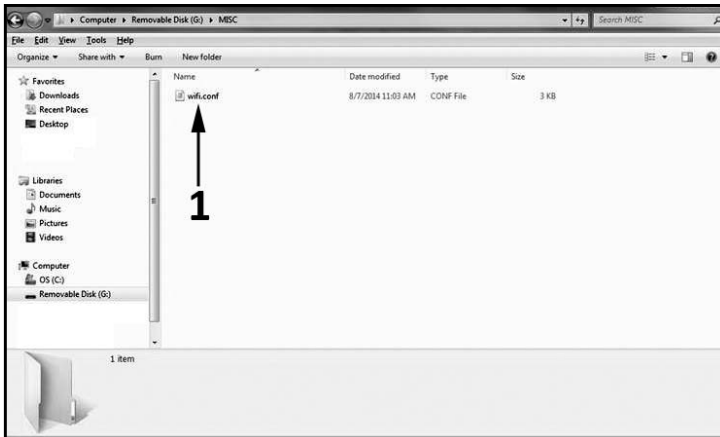 Computer ▸ Removable Disk (G:) ▸ MISC
Search MISC
File Edit View Tools Help
Organize ▾ Share with ▾ Burn New folder
Name Date modified Type Size
wifi.conf 8/7/2014 11:03 AM CONF File 3 KB
Favorites
Downloads
Recent Places
Desktop
Libraries
Documents
Music
Pictures
Videos
Computer
OS (C:)
Removable Disk (G:)
1
1 item